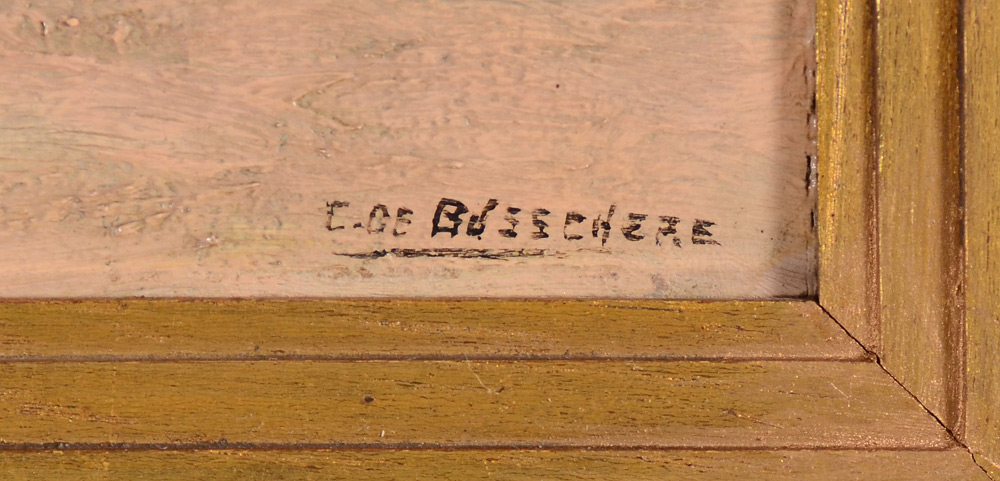 C. DE BUSSCHERE